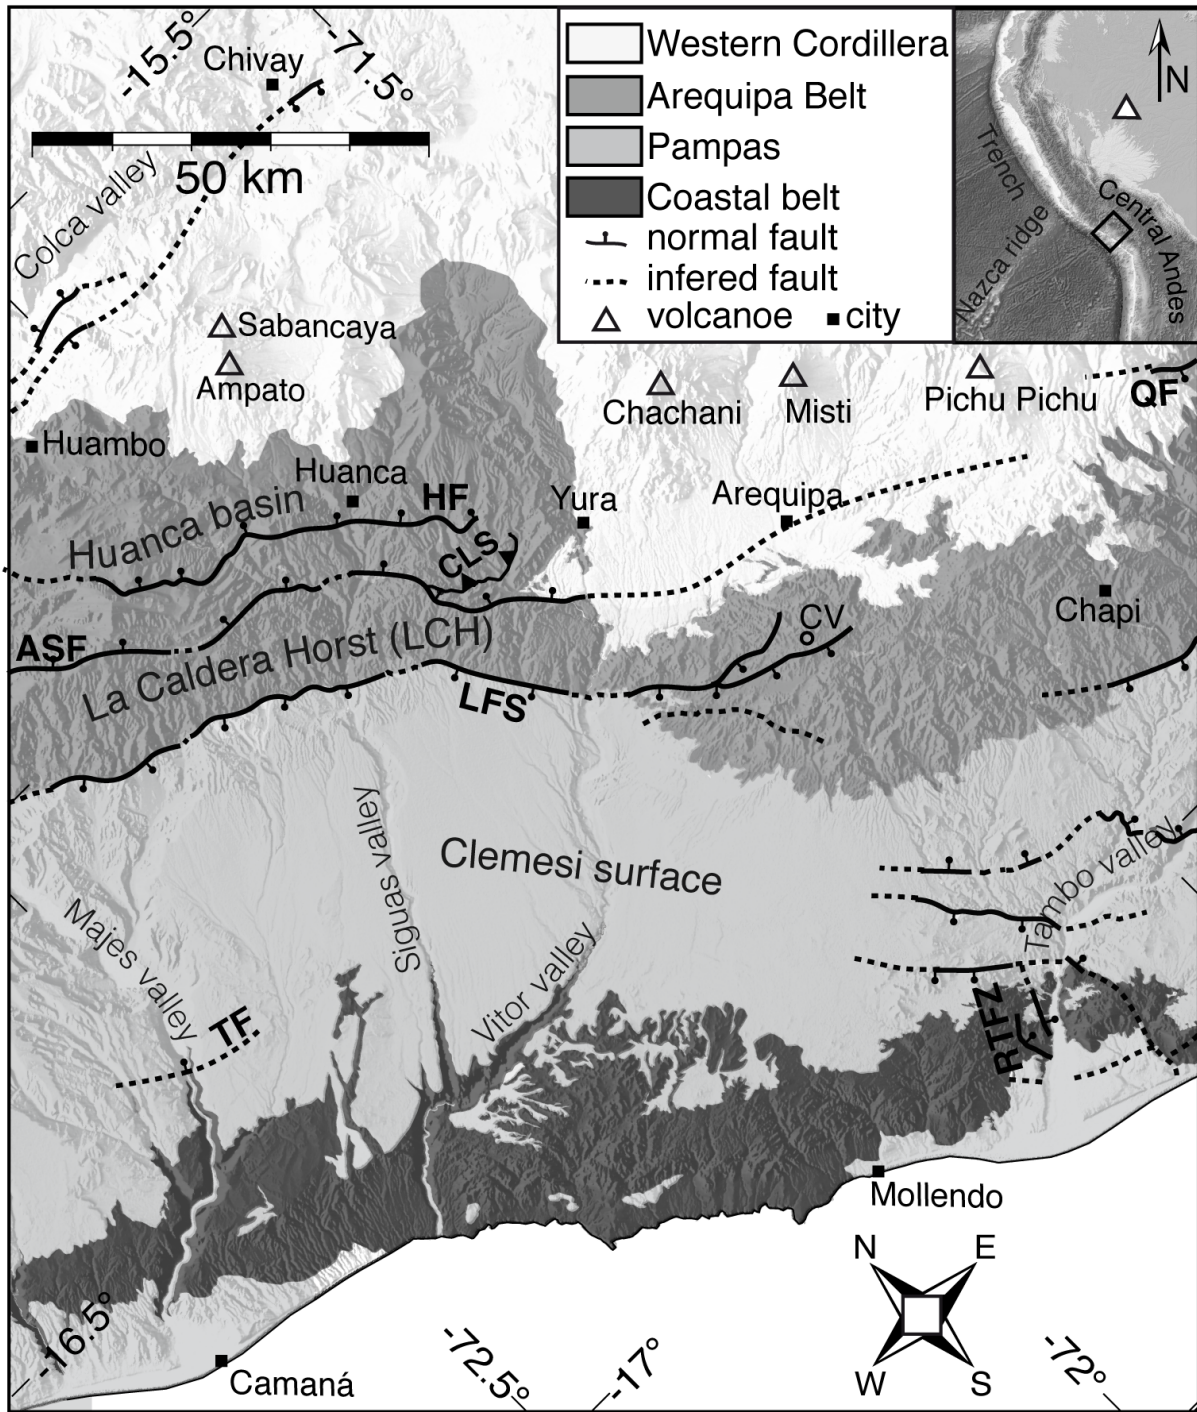 -15.5°
-71.5°
Chivay
50 km
Colca valley
Western Cordillera
Arequipa Belt
Pampas
Coastal belt
normal fault
infered fault
volcanoe
city
N
Trench
Nazca ridge
Central Andes
Sabancaya
Ampato
Chachani
Misti
Pichu Pichu
QF
Huambo
Huanca
HF
Yura
Arequipa
Huanca basin
CLS
Chapi
CV
ASF
La Caldera Horst (LCH)
LFS
Siguas valley
Clemesi surface
Tambo valley
Majes valley
Vitor valley
TF.
RTFZ
Mollendo
N
E
W
S
-16.5°
Camaná
-72.5°
-17°
-72°